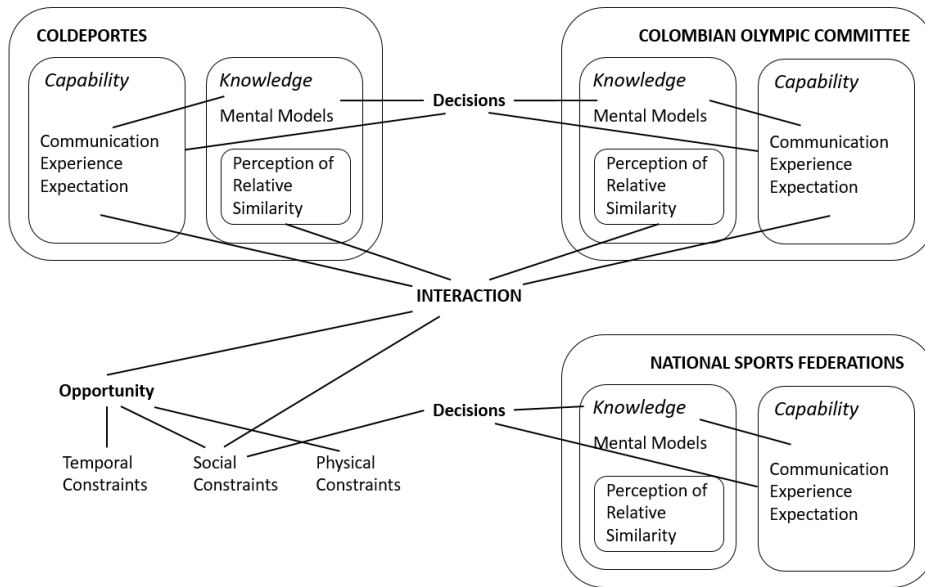 COLDEPORTES
Capability
Communication
Experience
Expectation
Knowledge
Mental Models
Perception of
Relative
Similarity
Decisions
COLOMBIAN OLYMPIC COMMITTEE
Knowledge
Mental Models
Perception of
Relative
Similarity
Capability
Communication
Experience
Expectation
INTERACTION
Opportunity
Temporal
Constraints
Social
Constraints
Physical
Constraints
Decisions
NATIONAL SPORTS FEDERATIONS
Knowledge
Mental Models
Perception of
Relative
Similarity
Capability
Communication
Experience
Expectation